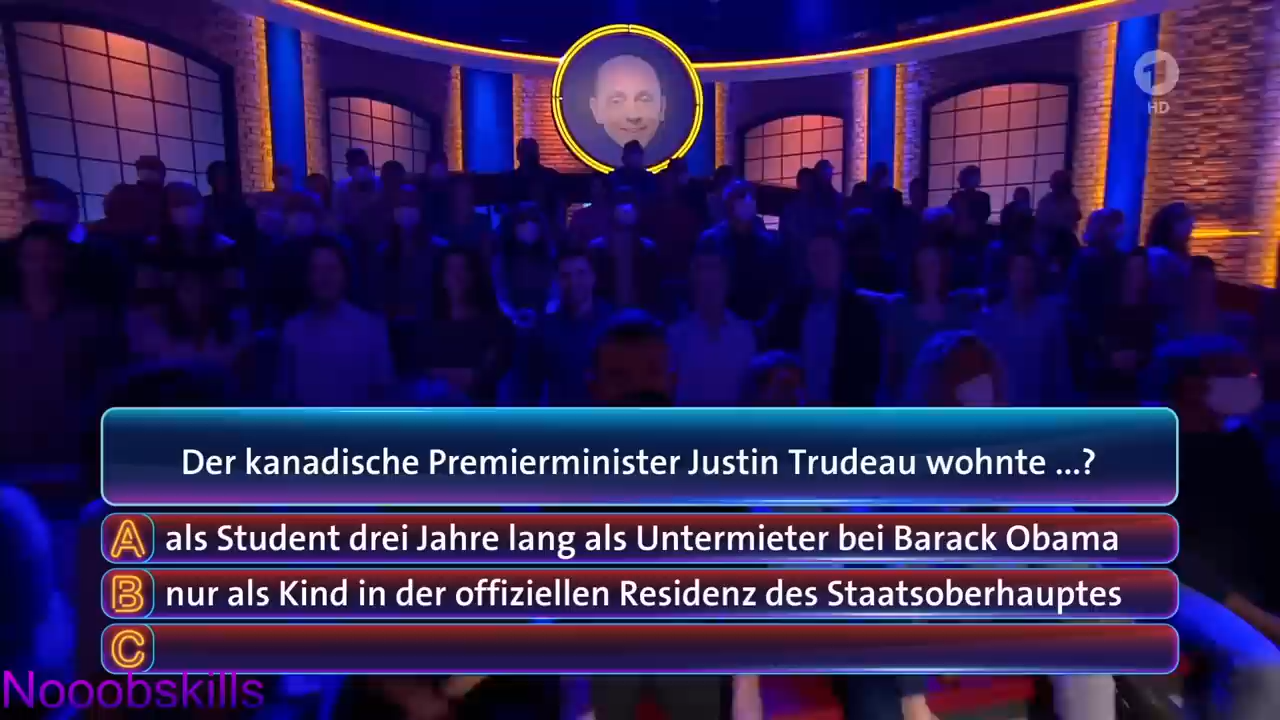 1
HD
Der kanadische Premierminister Justin Trudeau wohnte ...?
A als Student drei Jahre lang als Untermieter bei Barack Obama
B nur als Kind in der offiziellen Residenz des Staatsoberhauptes
C
Nooobskills